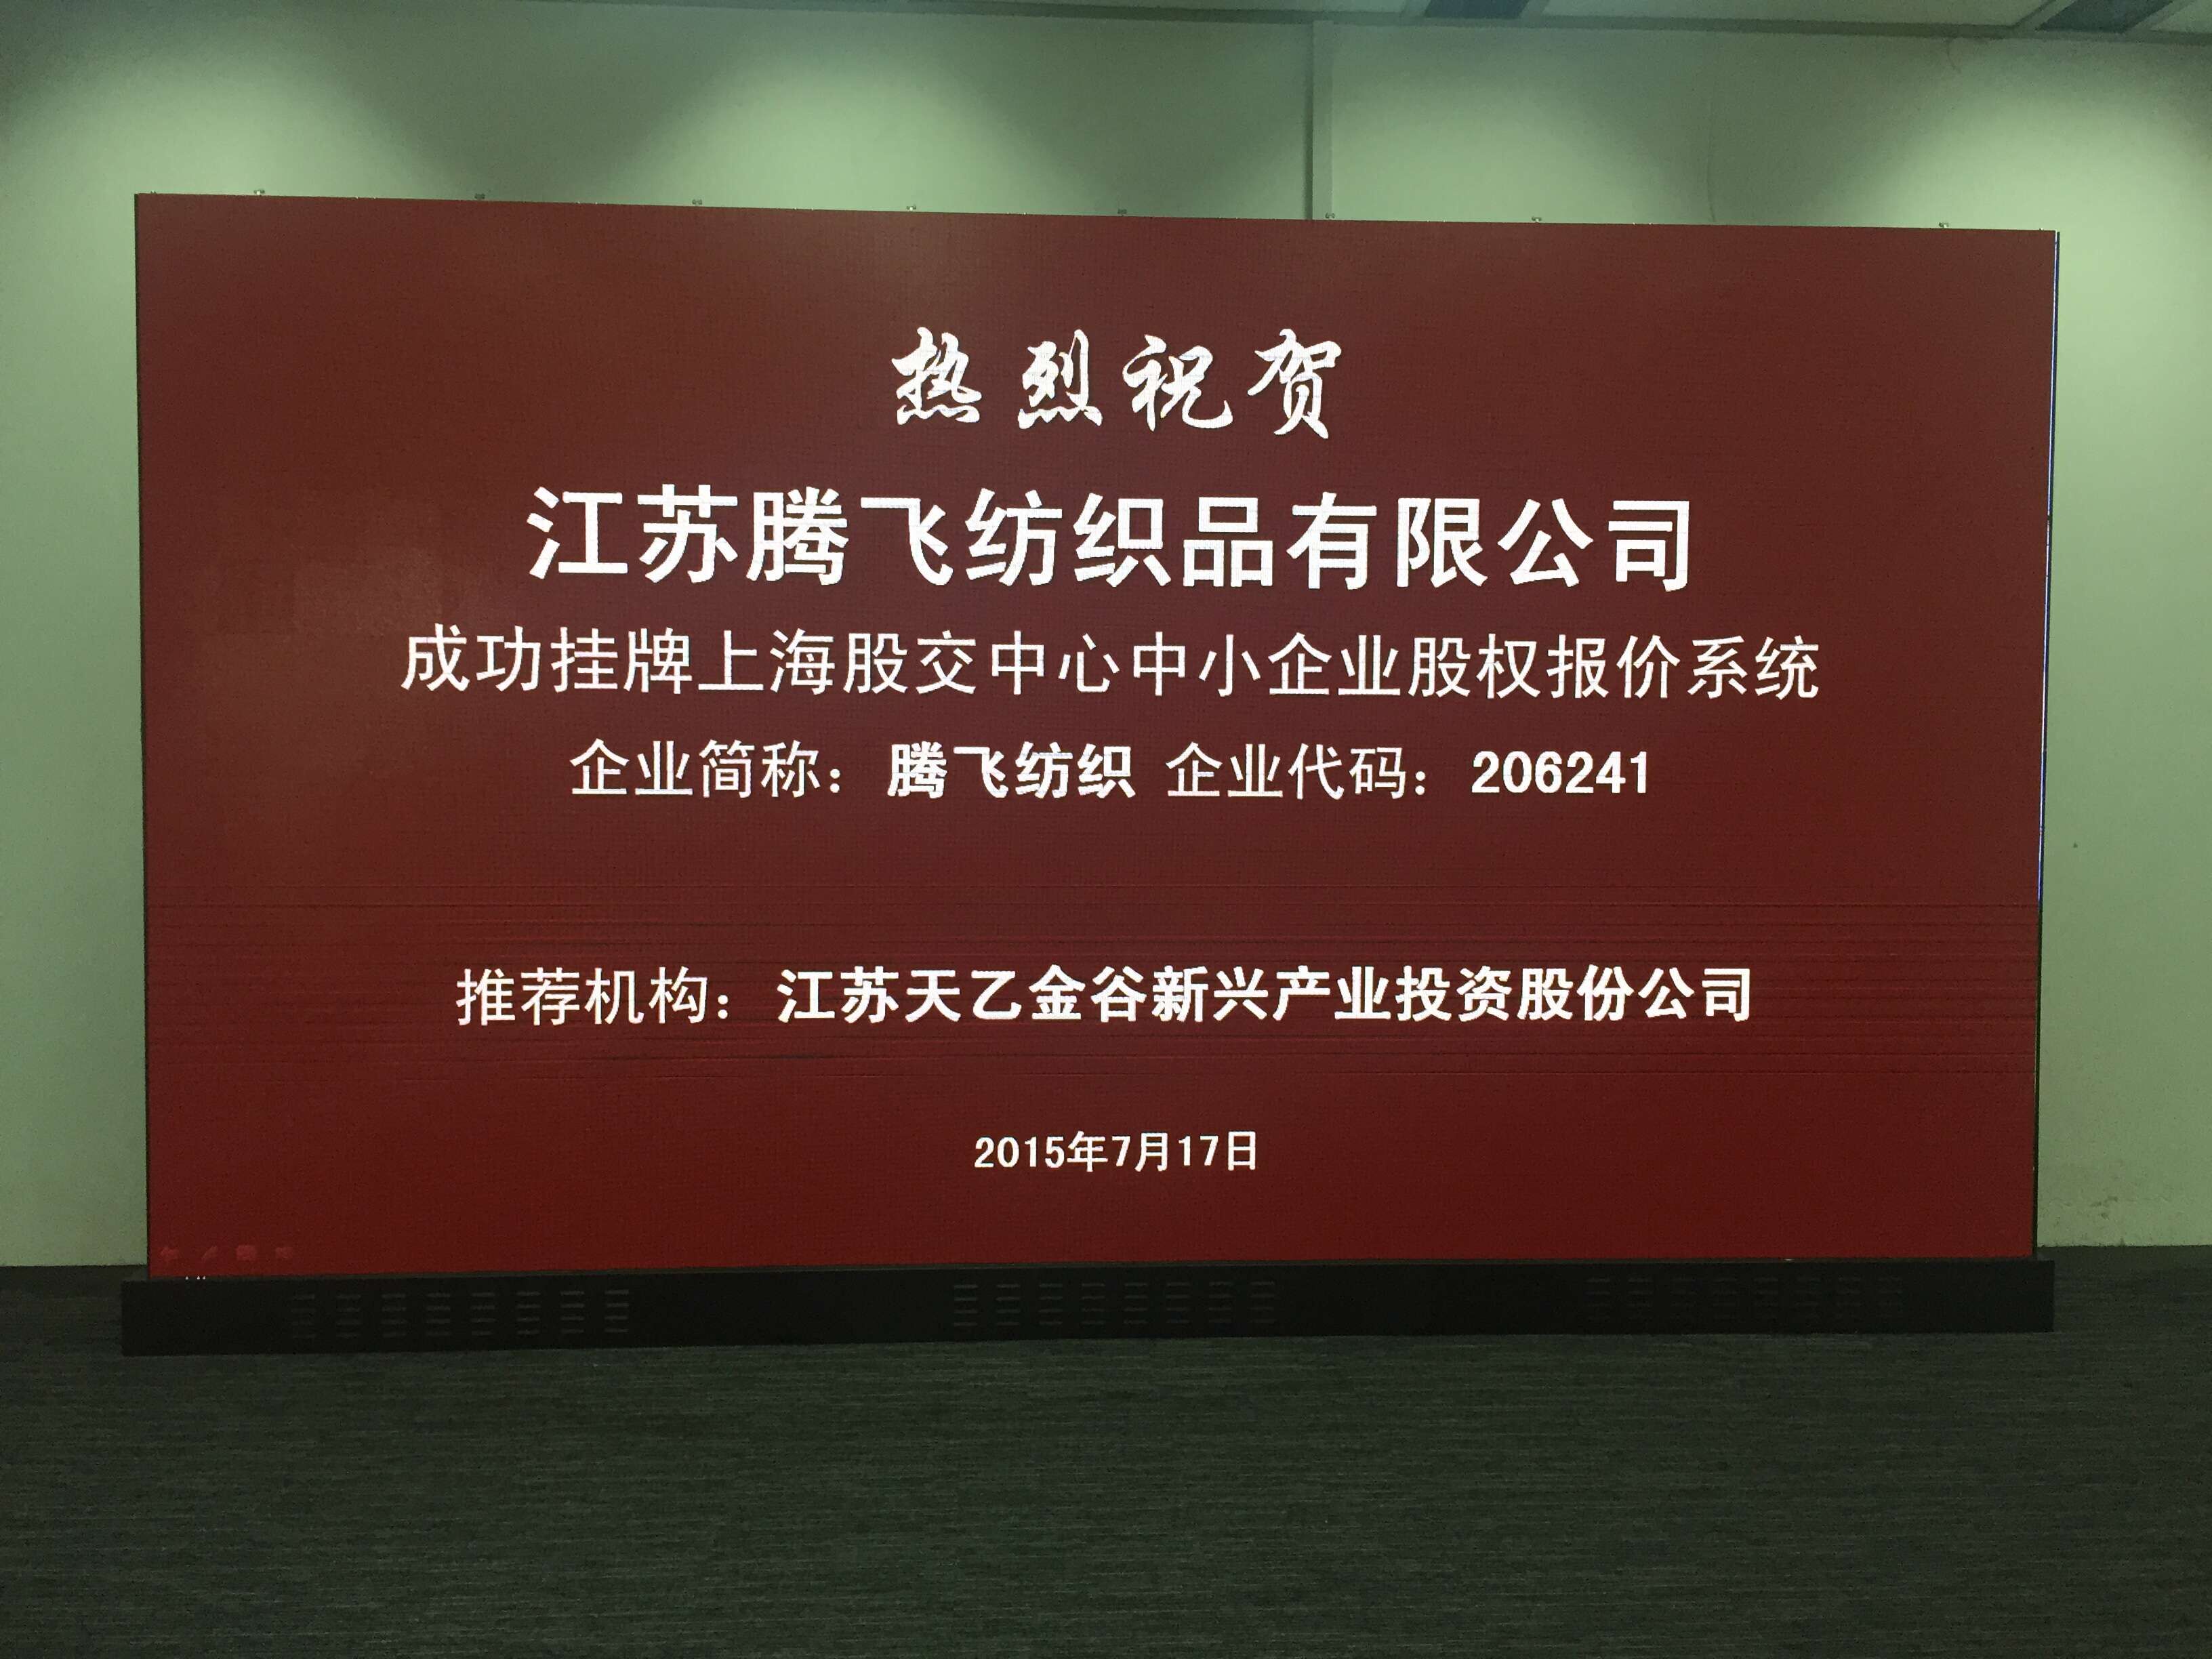 热烈祝贺
江苏腾飞纺织品有限公司
成功挂牌上海股交中心中小企业股权报价系统
企业简称：腾飞纺织 企业代码：206241
推荐机构：江苏天乙金谷新兴产业投资股份公司
2015年7月17日